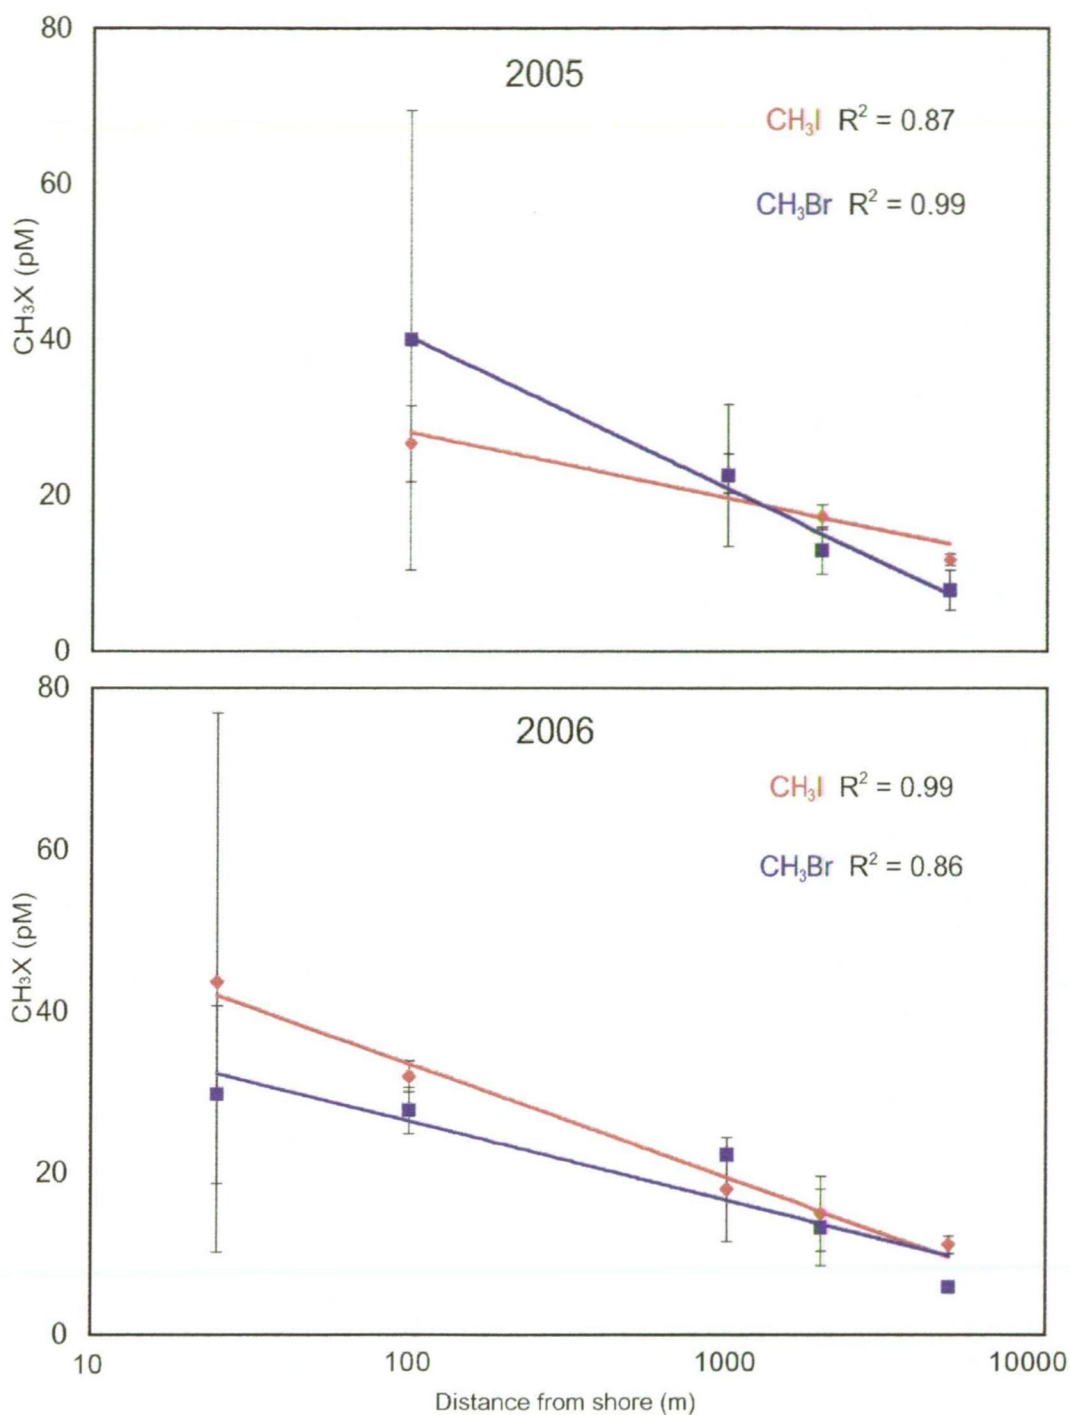 80
2005
CH₃I R² = 0.87
60
CH₃Br R² = 0.99
CH₃X (pM)
40
20
0
80
2006
CH₃I R² = 0.99
60
CH₃Br R² = 0.86
CH₃X (pM)
40
20
0
10 100 1000 10000
Distance from shore (m)